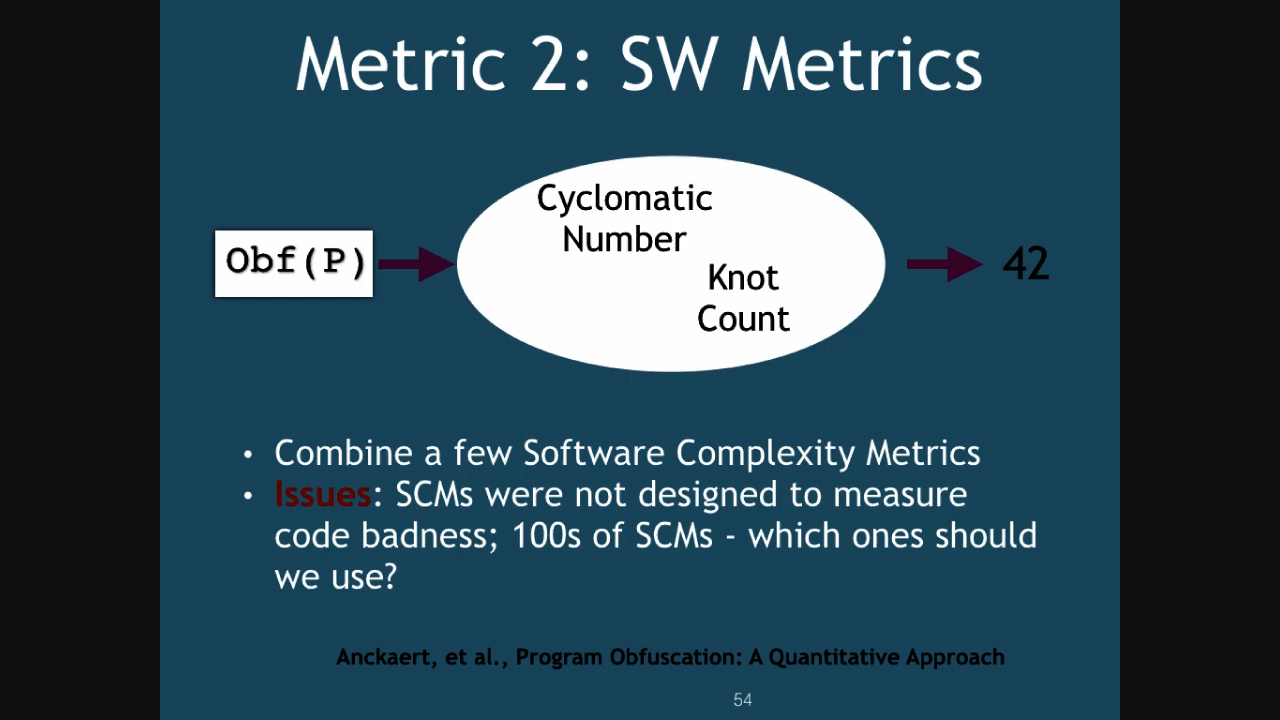 Metric 2: SW Metrics
Cyclomatic
Number
Knot
Count
Obf(P)
42
• Combine a few Software Complexity Metrics
• Issues: SCMs were not designed to measure
code badness; 100s of SCMs - which ones should
we use?
Anckaert, et al., Program Obfuscation: A Quantitative Approach
54